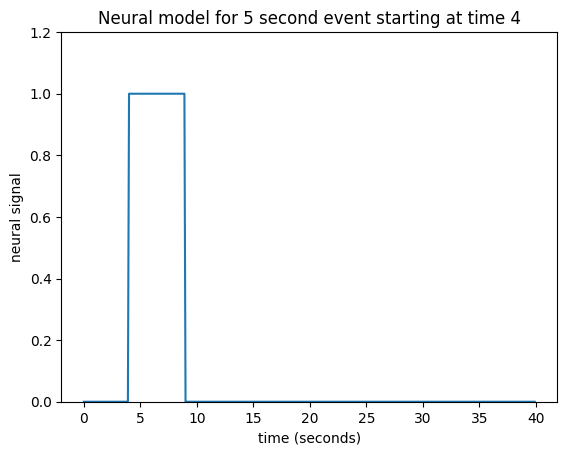 Neural model for 5 second event starting at time 4
1.2
1.0
0.8
0.6
0.4
0.2
0.0
neural signal
0 5 10 15 20 25 30 35 40
time (seconds)